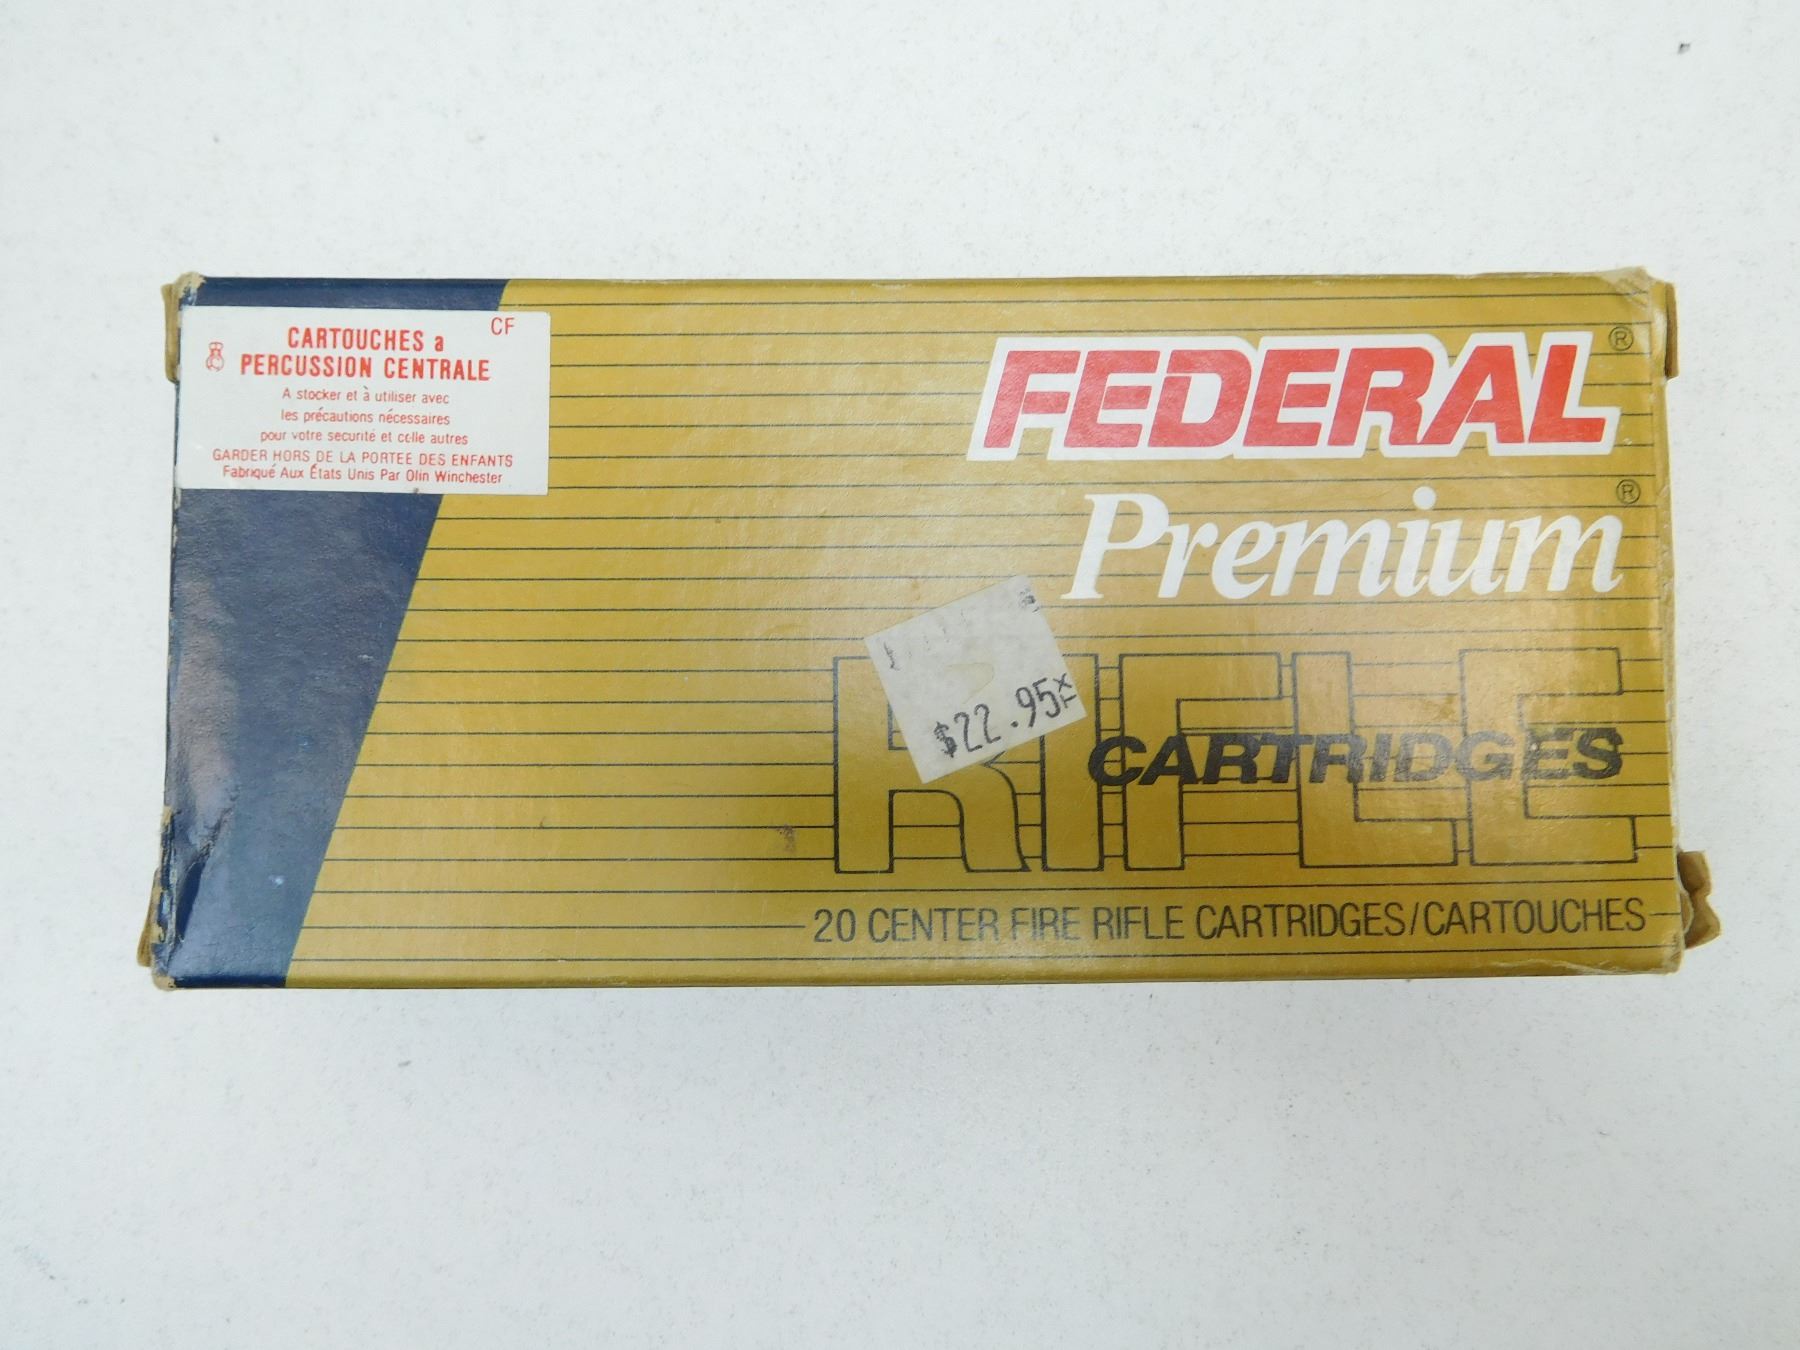 CF
CARTOUCHES a
PERCUSSION CENTRALE
A stocker et à utiliser avec
les précautions nécessaires
pour votre securité et celle autres
GARDER HORS DE LA PORTEE DES ENFANTS
Fabriqué Aux États Unis Par Olin Winchester
FEDERAL ®
Premium ®
$22.95
RIFLE
CARTRIDGES
20 CENTER FIRE RIFLE CARTRIDGES/CARTOUCHES